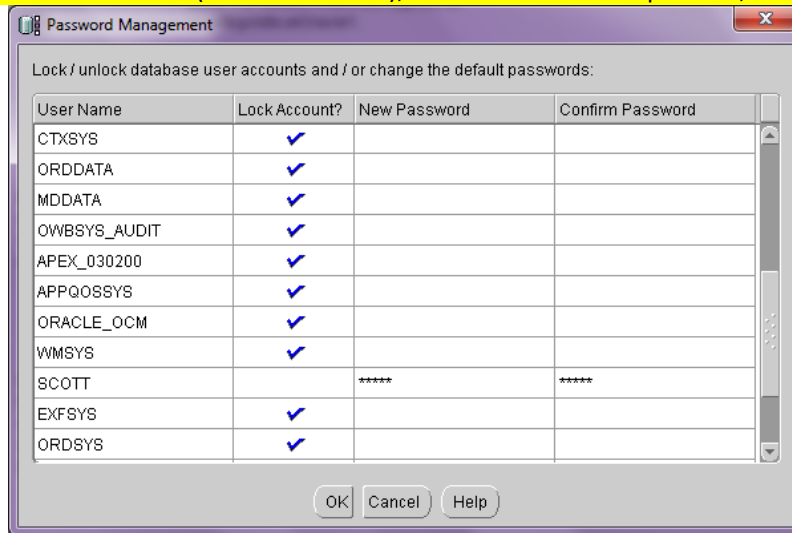 Password Management
Lock / unlock database user accounts and / or change the default passwords:
User Name Lock Account? New Password Confirm Password
CTXSYS
ORDDATA
MDDATA
OWBSYS_AUDIT
APEX_030200
APPQOSSYS
ORACLE_OCM
WMSYS
SCOTT ***** *****
EXFSYS
ORDSYS
OK Cancel Help